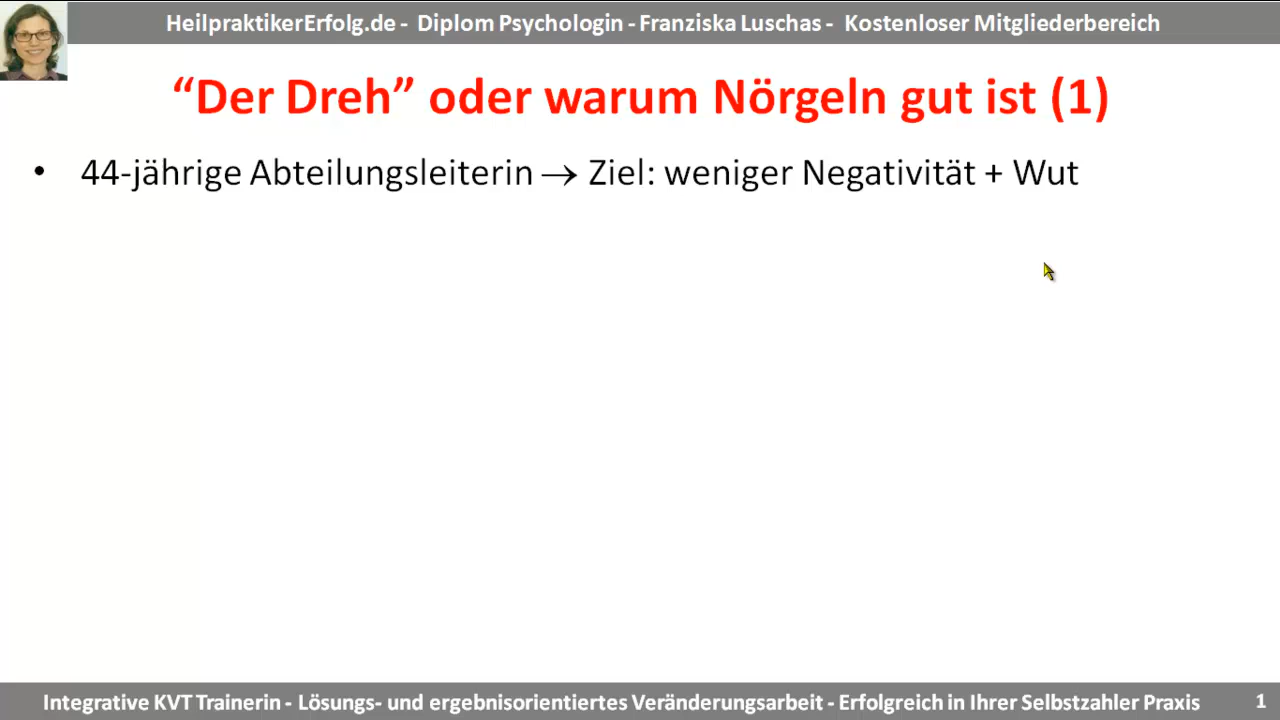 HeilpraktikerErfolg.de - Diplom Psychologin - Franziska Luschas - Kostenloser Mitgliederbereich
“Der Dreh” oder warum Nörgeln gut ist (1)
• 44-jährige Abteilungsleiterin → Ziel: weniger Negativität + Wut
Integrative KVT Trainerin - Lösungs- und ergebnisorientiertes Veränderungsarbeit - Erfolgreich in Ihrer Selbstzahler Praxis 1